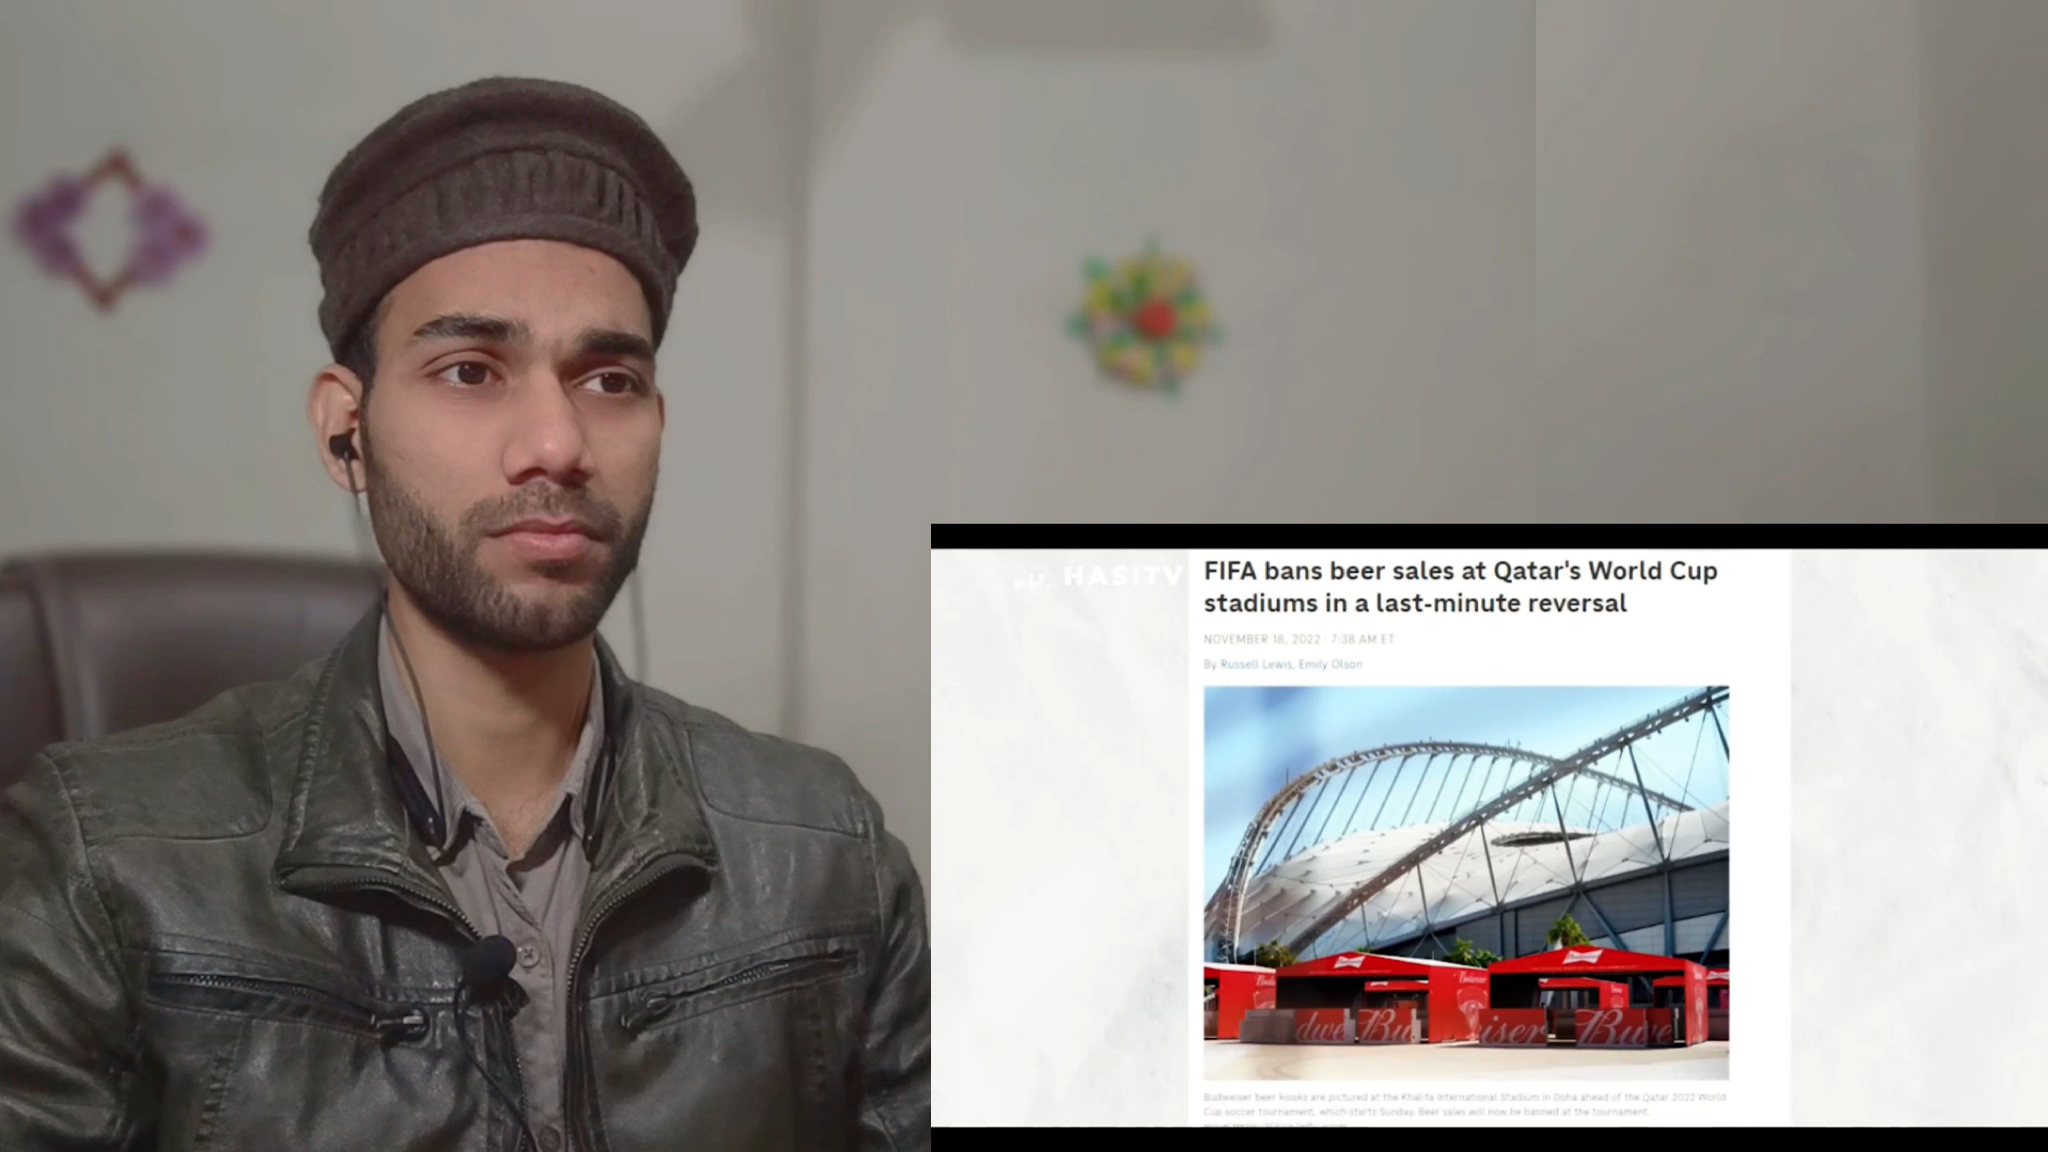 HASITV
FIFA bans beer sales at Qatar's World Cup
stadiums in a last-minute reversal
NOVEMBER 18, 2022 · 7:38 AM ET
By Russell Lewis, Emily Olson
Budweiser
Budweiser
Budweiser beer kiosks are pictured at the Khalifa International Stadium in Doha ahead of the Qatar 2022 World
Cup soccer tournament, which starts Sunday. Beer sales will now be banned at the tournament.